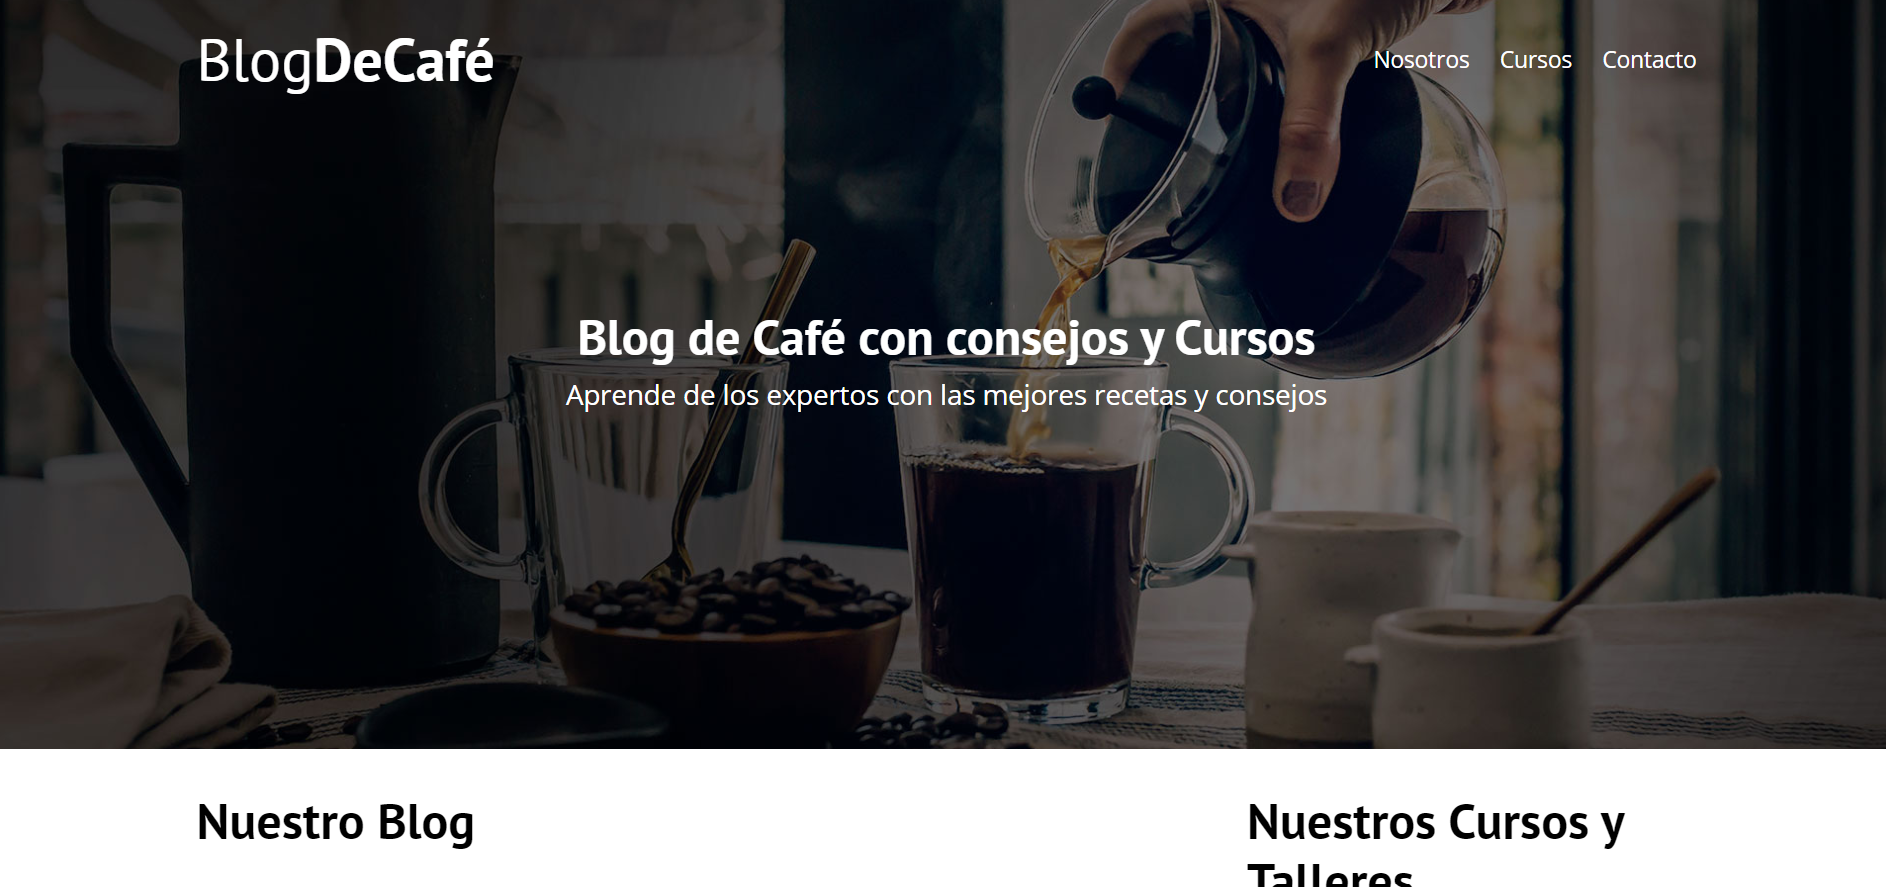 BlogDeCafé
Nosotros Cursos Contacto
Blog de Café con consejos y Cursos
Aprende de los expertos con las mejores recetas y consejos
Nuestro Blog
Nuestros Cursos y
Talleres